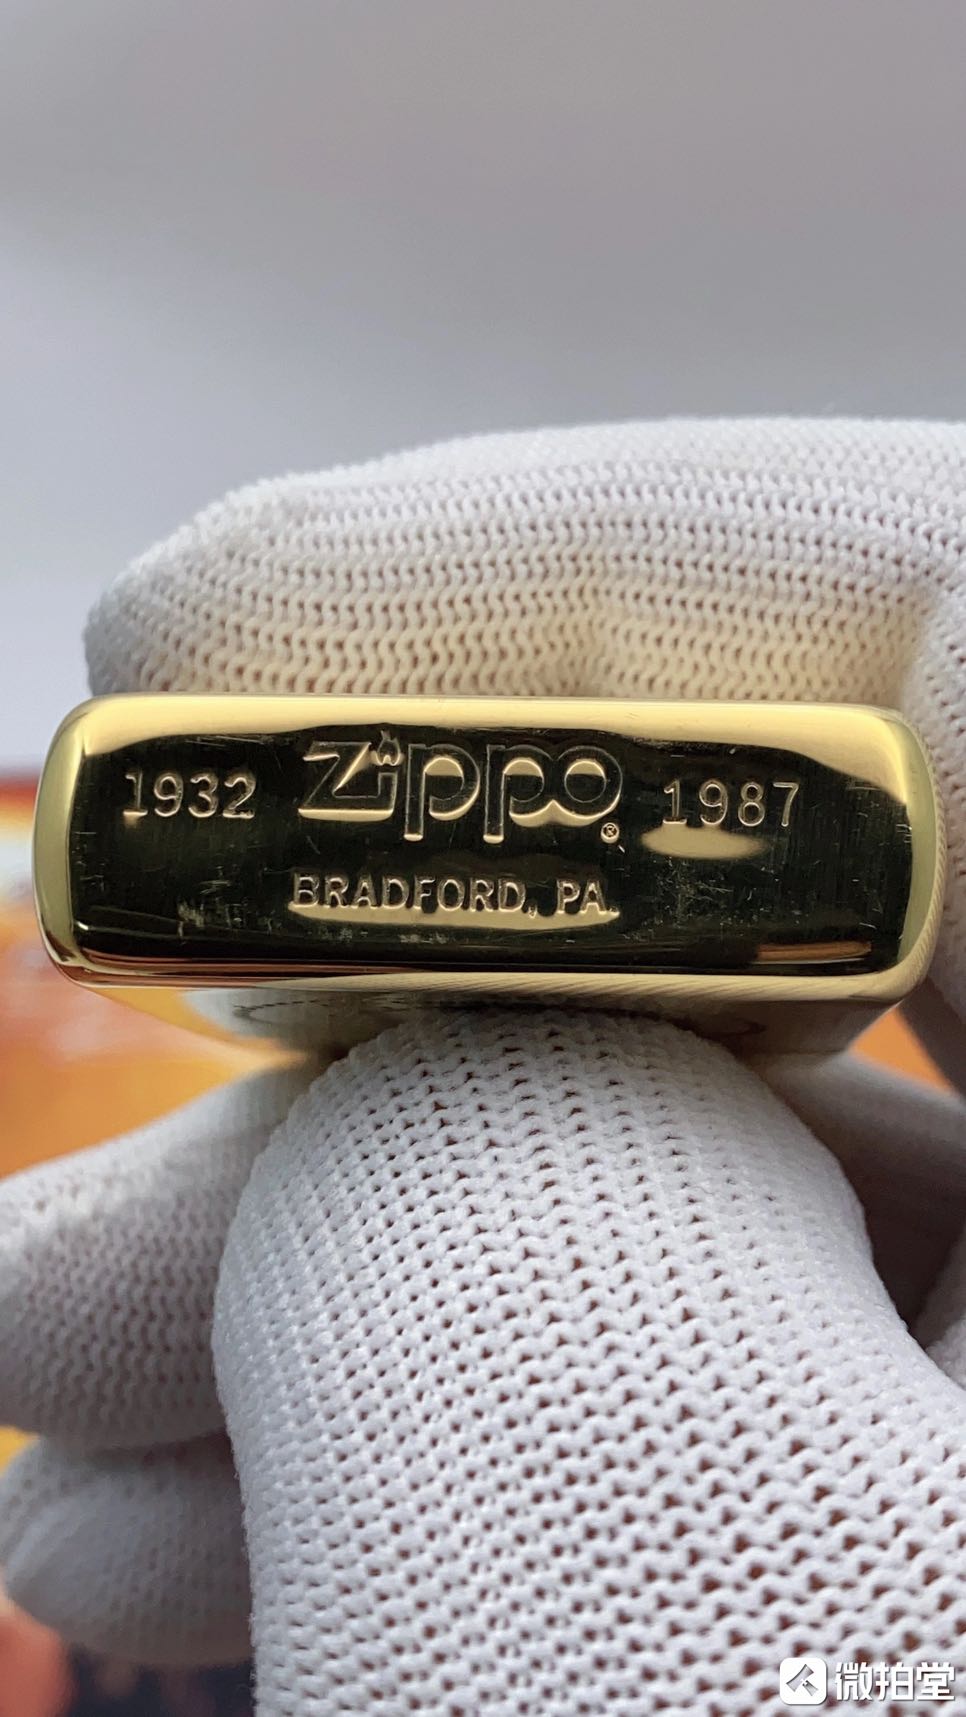 1932 Zippo® 1987
BRADFORD, PA.
微拍堂